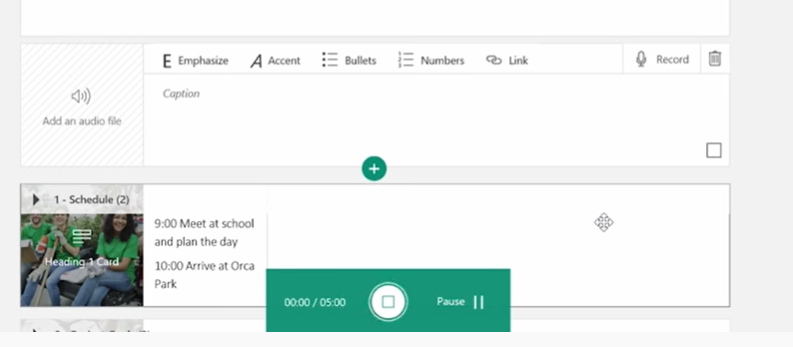 E Emphasize A Accent Bullets Numbers Link Record
Caption
Add an audio file
1 - Schedule (2)
9:00 Meet at school
and plan the day
Heading 1 Card
10:00 Arrive at Orca
Park
00:00 / 05:00 Pause